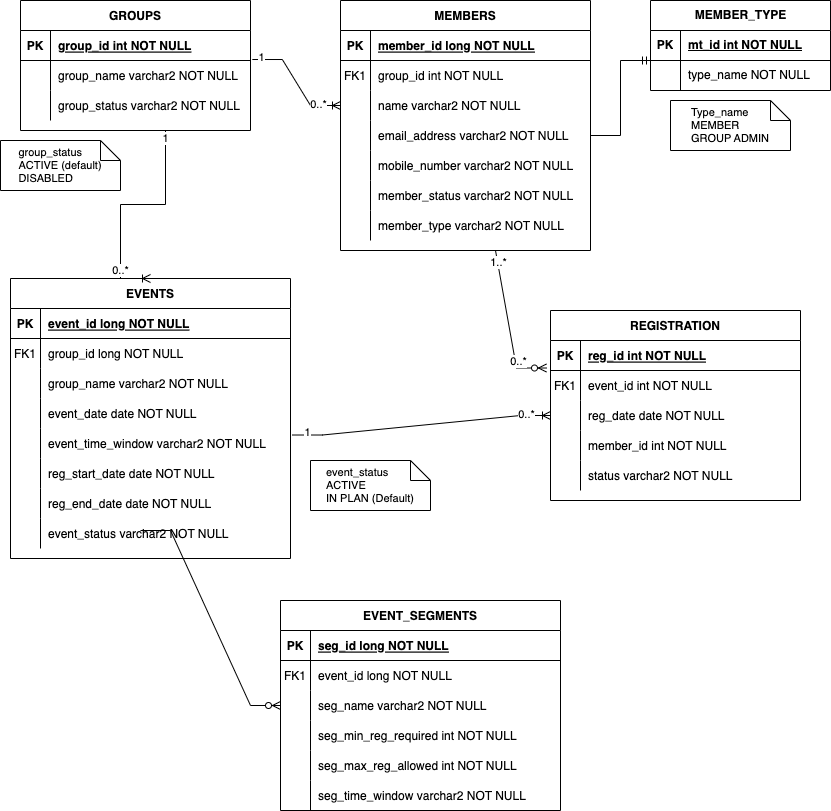 GROUPS
PK group_id int NOT NULL
group_name varchar2 NOT NULL
group_status varchar2 NOT NULL
1
0..*
MEMBERS
PK member_id long NOT NULL
FK1 group_id int NOT NULL
name varchar2 NOT NULL
email_address varchar2 NOT NULL
mobile_number varchar2 NOT NULL
member_status varchar2 NOT NULL
member_type varchar2 NOT NULL
MEMBER_TYPE
PK mt_id int NOT NULL
type_name NOT NULL
Type_name
MEMBER
GROUP ADMIN
group_status
ACTIVE (default)
DISABLED
1
0..*
1..*
0..*
EVENTS
PK event_id long NOT NULL
FK1 group_id long NOT NULL
group_name varchar2 NOT NULL
event_date date NOT NULL
event_time_window varchar2 NOT NULL
reg_start_date date NOT NULL
reg_end_date date NOT NULL
event_status varchar2 NOT NULL
1
0..*
REGISTRATION
PK reg_id int NOT NULL
FK1 event_id int NOT NULL
reg_date date NOT NULL
member_id int NOT NULL
status varchar2 NOT NULL
event_status
ACTIVE
IN PLAN (Default)
EVENT_SEGMENTS
PK seg_id long NOT NULL
FK1 event_id long NOT NULL
seg_name varchar2 NOT NULL
seg_min_reg_required int NOT NULL
seg_max_reg_allowed int NOT NULL
seg_time_window varchar2 NOT NULL